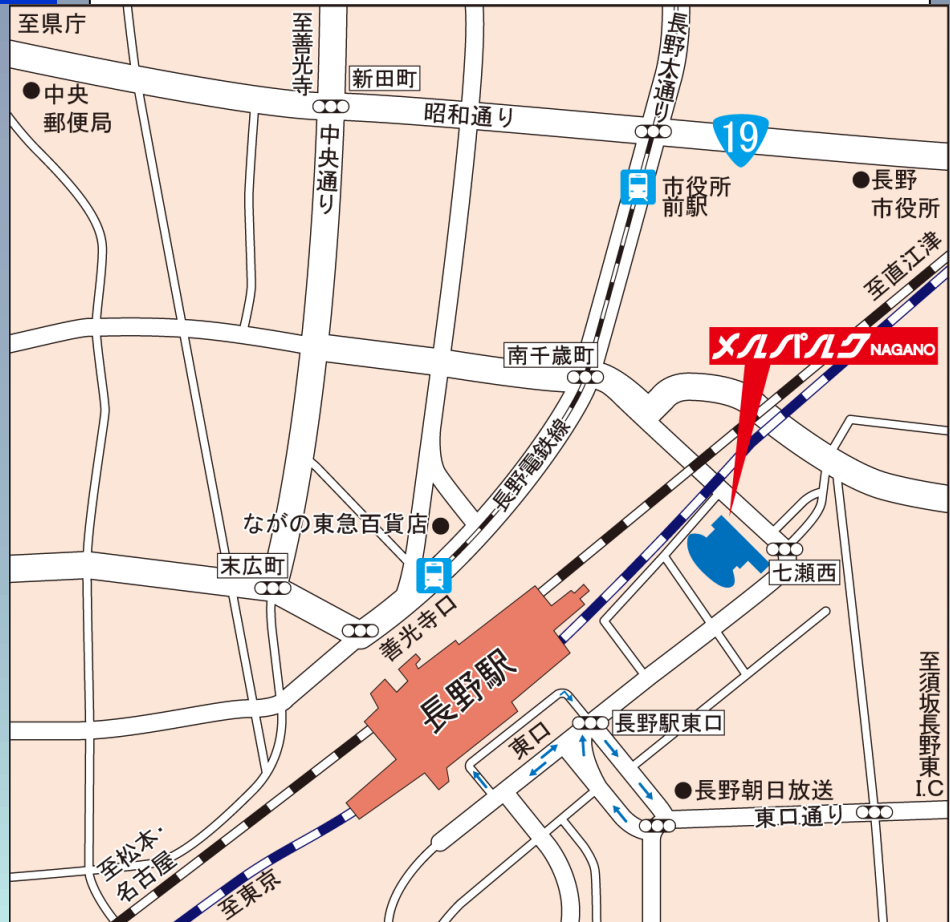 至県庁
至善光寺
長野大通り
新田町
中央
郵便局
昭和通り
19
中央通り
市役所
前駅
長野
市役所
至直江津
メルパルク NAGANO
南千歳町
長野電鉄線
ながの東急百貨店
末広町
七瀬西
善光寺口
長野駅
至須坂長野東I.C
長野駅東口
東口
長野朝日放送
東口通り
至松本・
名古屋
至東京